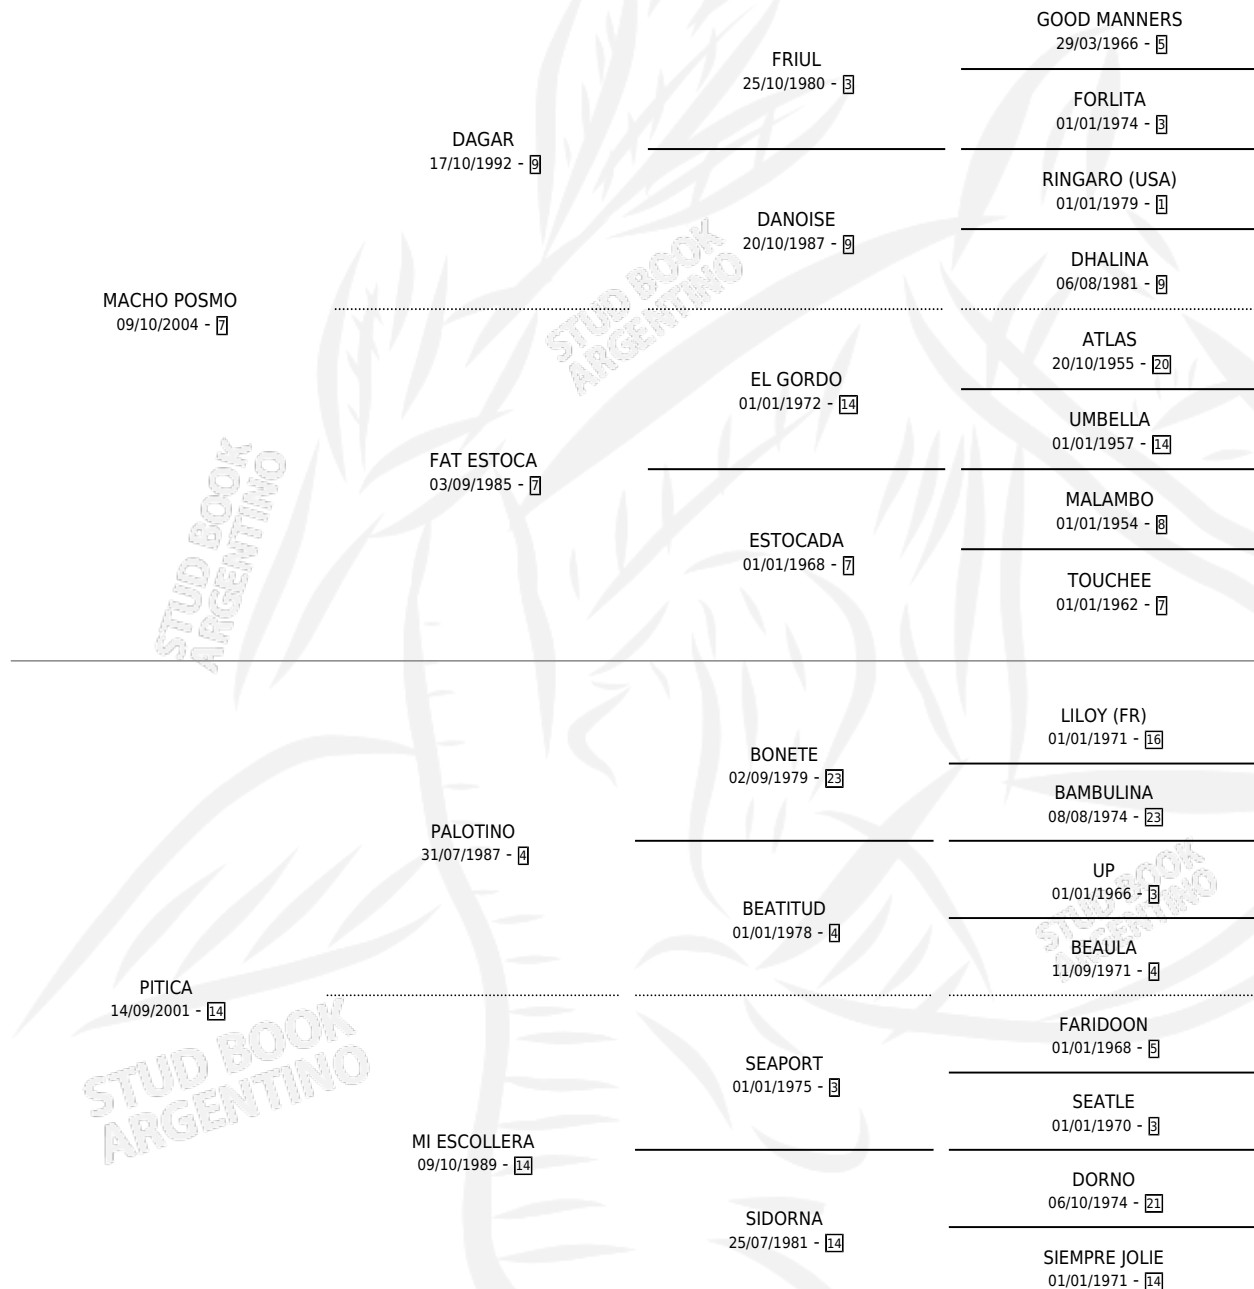 GOOD MANNERS
29/03/1966 - 5
FRIUL
25/10/1980 - 3
FORLITA
01/01/1974 - 3
DAGAR
17/10/1992 - 9
RINGARO (USA)
01/01/1979 - 1
DANOISE
20/10/1987 - 9
DHALINA
06/08/1981 - 9
MACHO POSMO
09/10/2004 - 7
STUD BOOK
ARGENTINO
ATLAS
20/10/1955 - 20
EL GORDO
01/01/1972 - 14
UMBELLA
01/01/1957 - 14
FAT ESTOCA
03/09/1985 - 7
MALAMBO
01/01/1954 - 8
ESTOCADA
01/01/1968 - 7
TOUCHEE
01/01/1962 - 7
STUD BOOK
ARGENTINO
LILOY (FR)
01/01/1971 - 16
BONETE
02/09/1979 - 23
BAMBULINA
08/08/1974 - 23
PALOTINO
31/07/1987 - 4
UP
01/01/1966 - 3
BEATITUD
01/01/1978 - 4
BEAULA
11/09/1971 - 4
STUD BOOK
ARGENTINO
PITICA
14/09/2001 - 14
STUD BOOK
ARGENTINO
FARIDOON
01/01/1968 - 5
SEAPORT
01/01/1975 - 3
SEATLE
01/01/1970 - 3
MI ESCOLLERA
09/10/1989 - 14
DORNO
06/10/1974 - 21
SIDORNA
25/07/1981 - 14
SIEMPRE JOLIE
01/01/1971 - 14